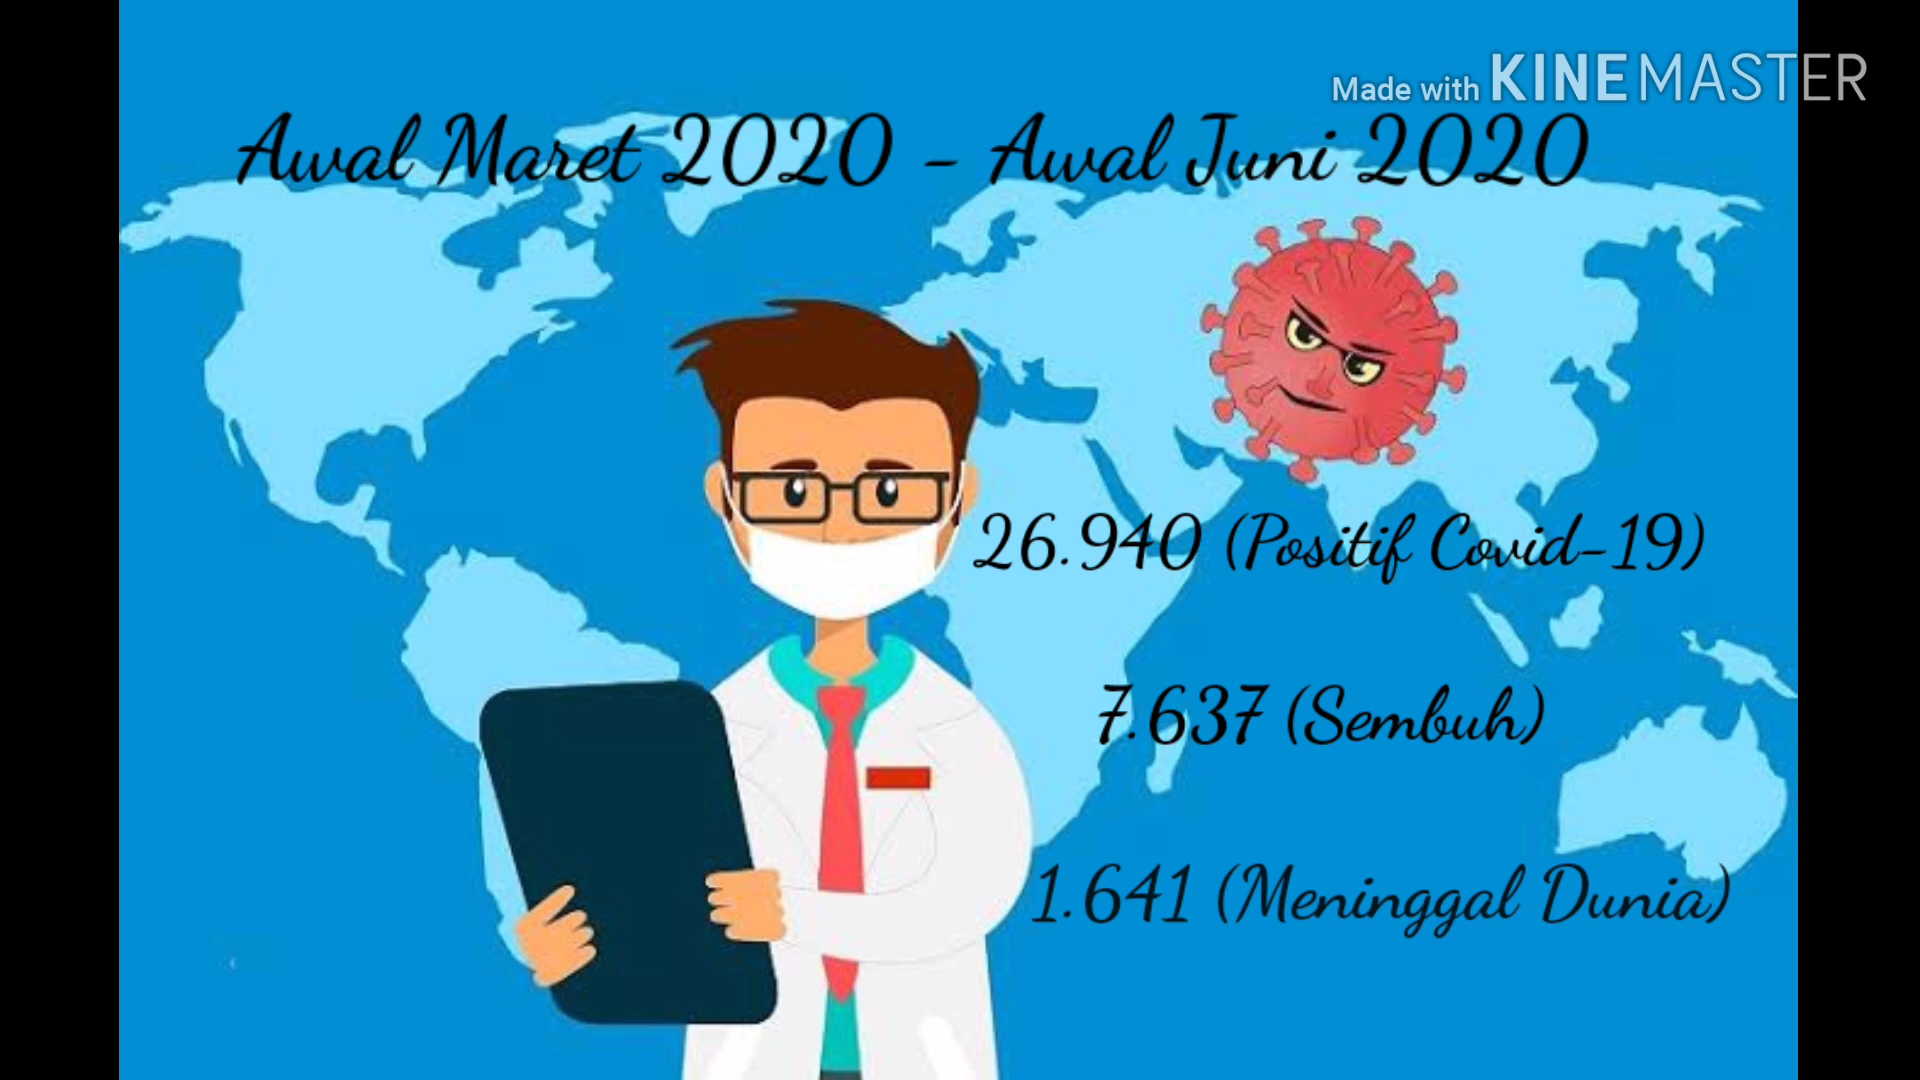 Made with KINEMASTER
Awal Maret 2020 - Awal Juni 2020
26.940 (Positif Covid-19)
7.637 (Sembuh)
1.641 (Meninggal Dunia)